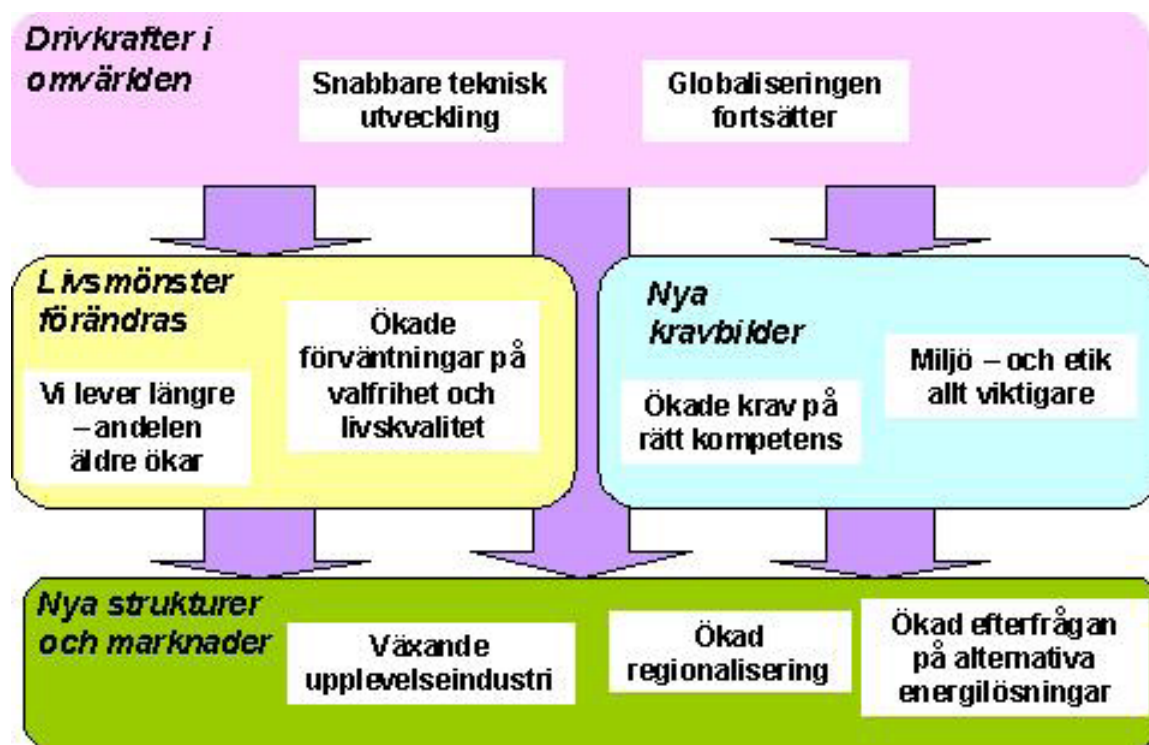 Drivkrafter i
omvärlden
Snabbare teknisk
utveckling
Globaliseringen
fortsätter
Livsmönster
förändras
Vi lever längre
– andelen
äldre ökar
Ökade
förväntningar på
valfrihet och
livskvalitet
Nya
kravbilder
Ökade krav på
rätt kompetens
Miljö – och etik
allt viktigare
Nya strukturer
och marknader
Växande
upplevelseindustri
Ökad
regionalisering
Ökad efterfrågan
på alternativa
energilösningar